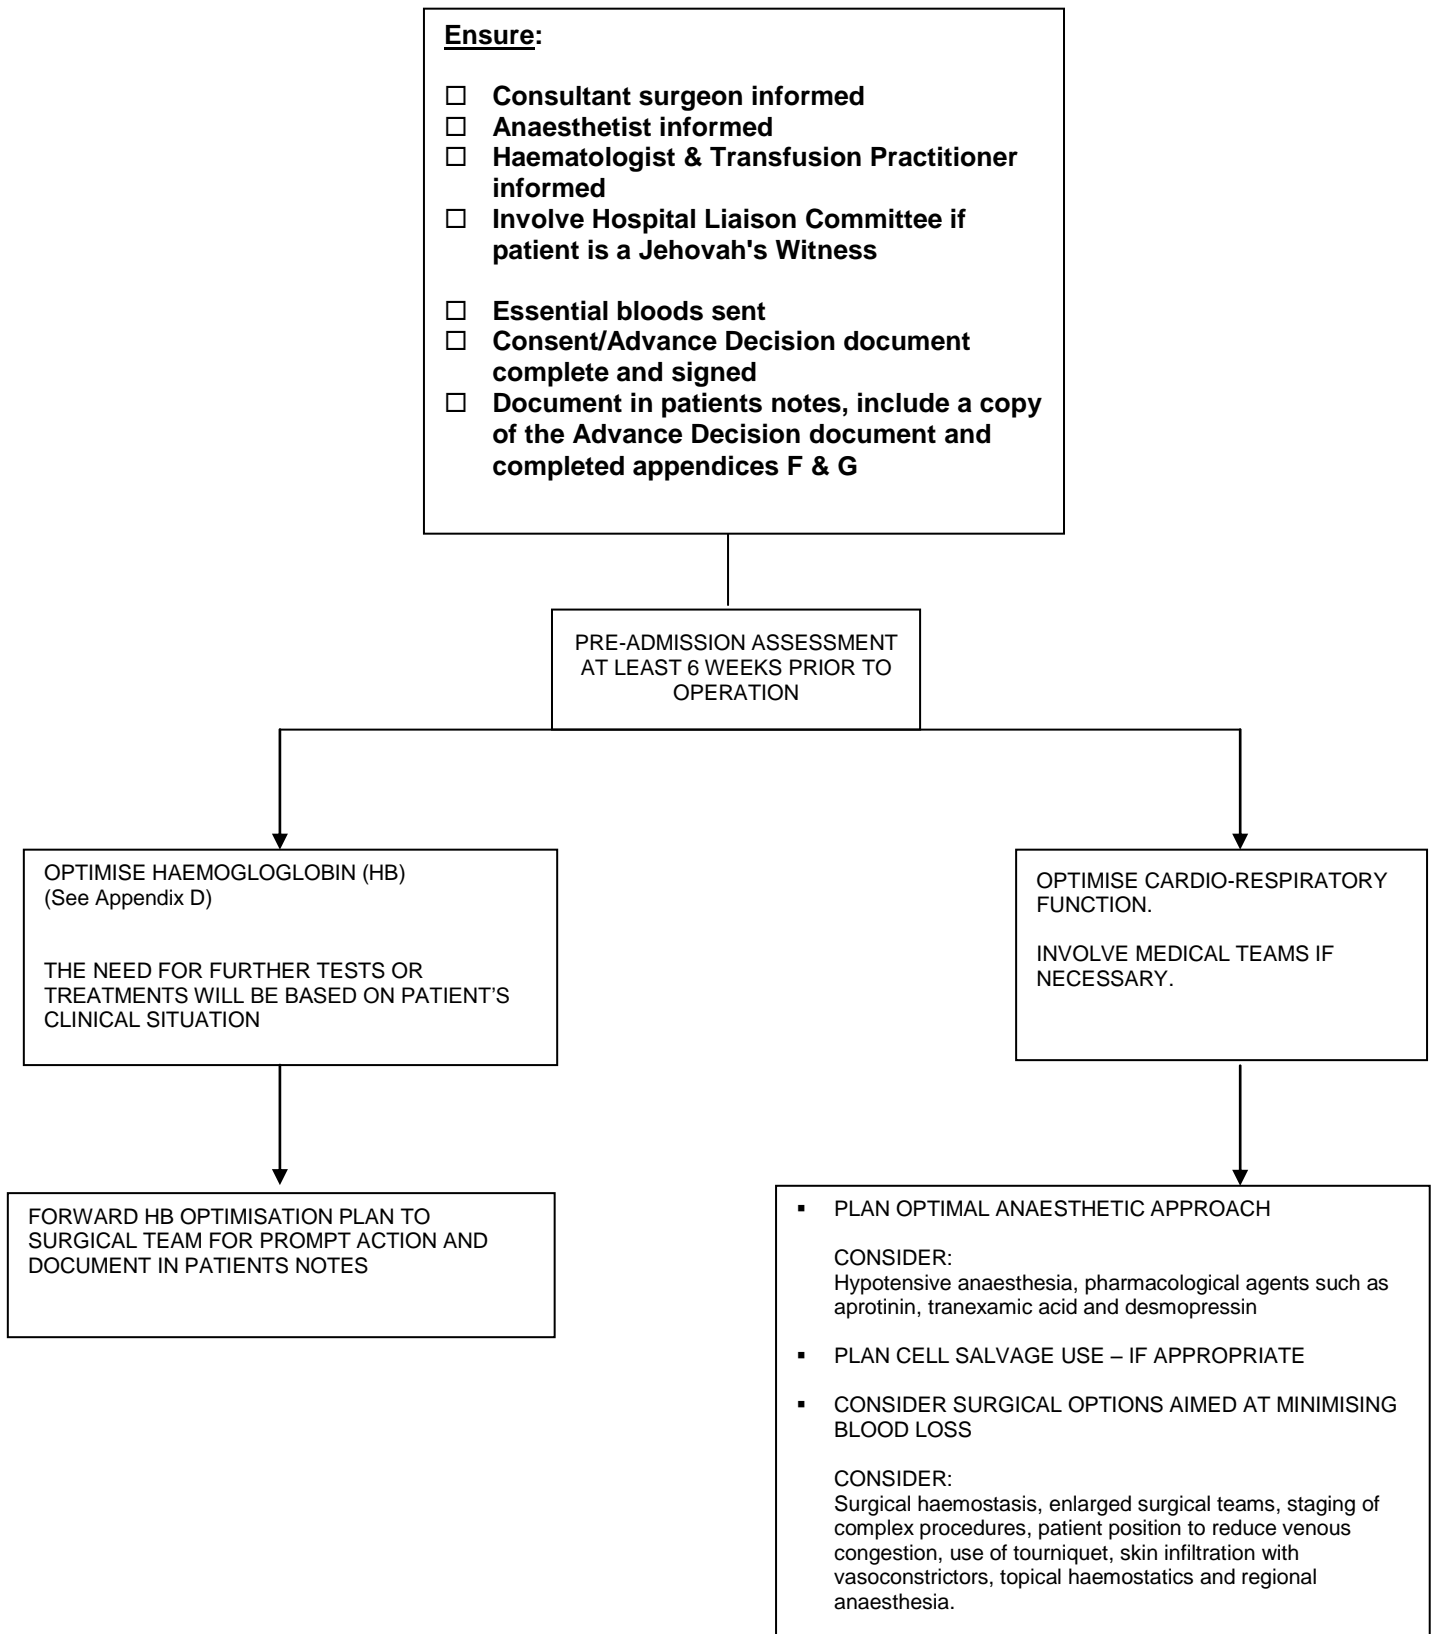 Ensure:
☐ Consultant surgeon informed
☐ Anaesthetist informed
☐ Haematologist & Transfusion Practitioner
informed
☐ Involve Hospital Liaison Committee if
patient is a Jehovah's Witness
☐ Essential bloods sent
☐ Consent/Advance Decision document
complete and signed
☐ Document in patients notes, include a copy
of the Advance Decision document and
completed appendices F & G
PRE-ADMISSION ASSESSMENT
AT LEAST 6 WEEKS PRIOR TO
OPERATION
OPTIMISE HAEMOGLOGLOBIN (HB)
(See Appendix D)
THE NEED FOR FURTHER TESTS OR
TREATMENTS WILL BE BASED ON PATIENT’S
CLINICAL SITUATION
OPTIMISE CARDIO-RESPIRATORY
FUNCTION.
INVOLVE MEDICAL TEAMS IF
NECESSARY.
FORWARD HB OPTIMISATION PLAN TO
SURGICAL TEAM FOR PROMPT ACTION AND
DOCUMENT IN PATIENTS NOTES
▪ PLAN OPTIMAL ANAESTHETIC APPROACH
CONSIDER:
Hypotensive anaesthesia, pharmacological agents such as
aprotinin, tranexamic acid and desmopressin
▪ PLAN CELL SALVAGE USE – IF APPROPRIATE
▪ CONSIDER SURGICAL OPTIONS AIMED AT MINIMISING
BLOOD LOSS
CONSIDER:
Surgical haemostasis, enlarged surgical teams, staging of
complex procedures, patient position to reduce venous
congestion, use of tourniquet, skin infiltration with
vasoconstrictors, topical haemostatics and regional
anaesthesia.